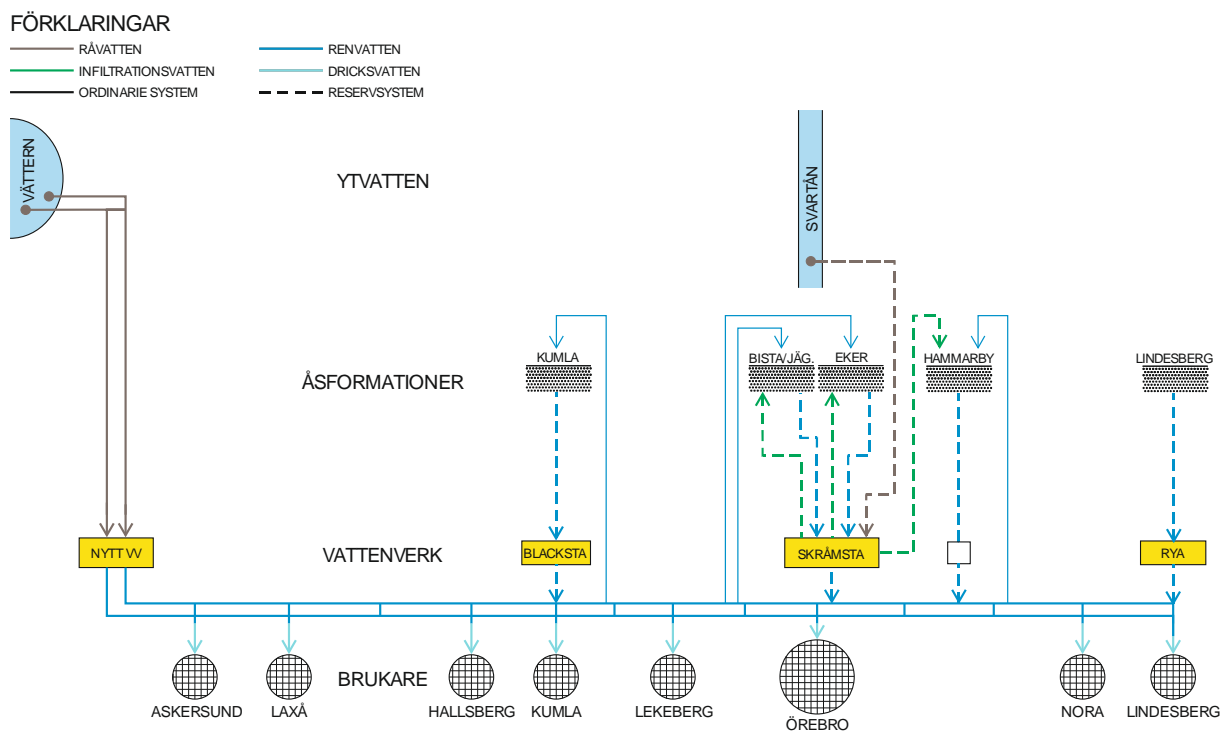 FÖRKLARINGAR
RÅVATTEN
RENVATTEN
INFILTRATIONSVATTEN
DRICKSVATTEN
ORDINARIE SYSTEM
RESERVSYSTEM
VÄTTERN
YTVATTEN
SVARTÅN
KUMLA
BISTA/JÄG.
EKER
HAMMARBY
LINDESBERG
ÅSFORMATIONER
NYTT VV
VATTENVERK
BLACKSTA
SKRÅMSTA
RYA
BRUKARE
ASKERSUND
LAXÅ
HALLSBERG
KUMLA
LEKEBERG
ÖREBRO
NORA
LINDESBERG